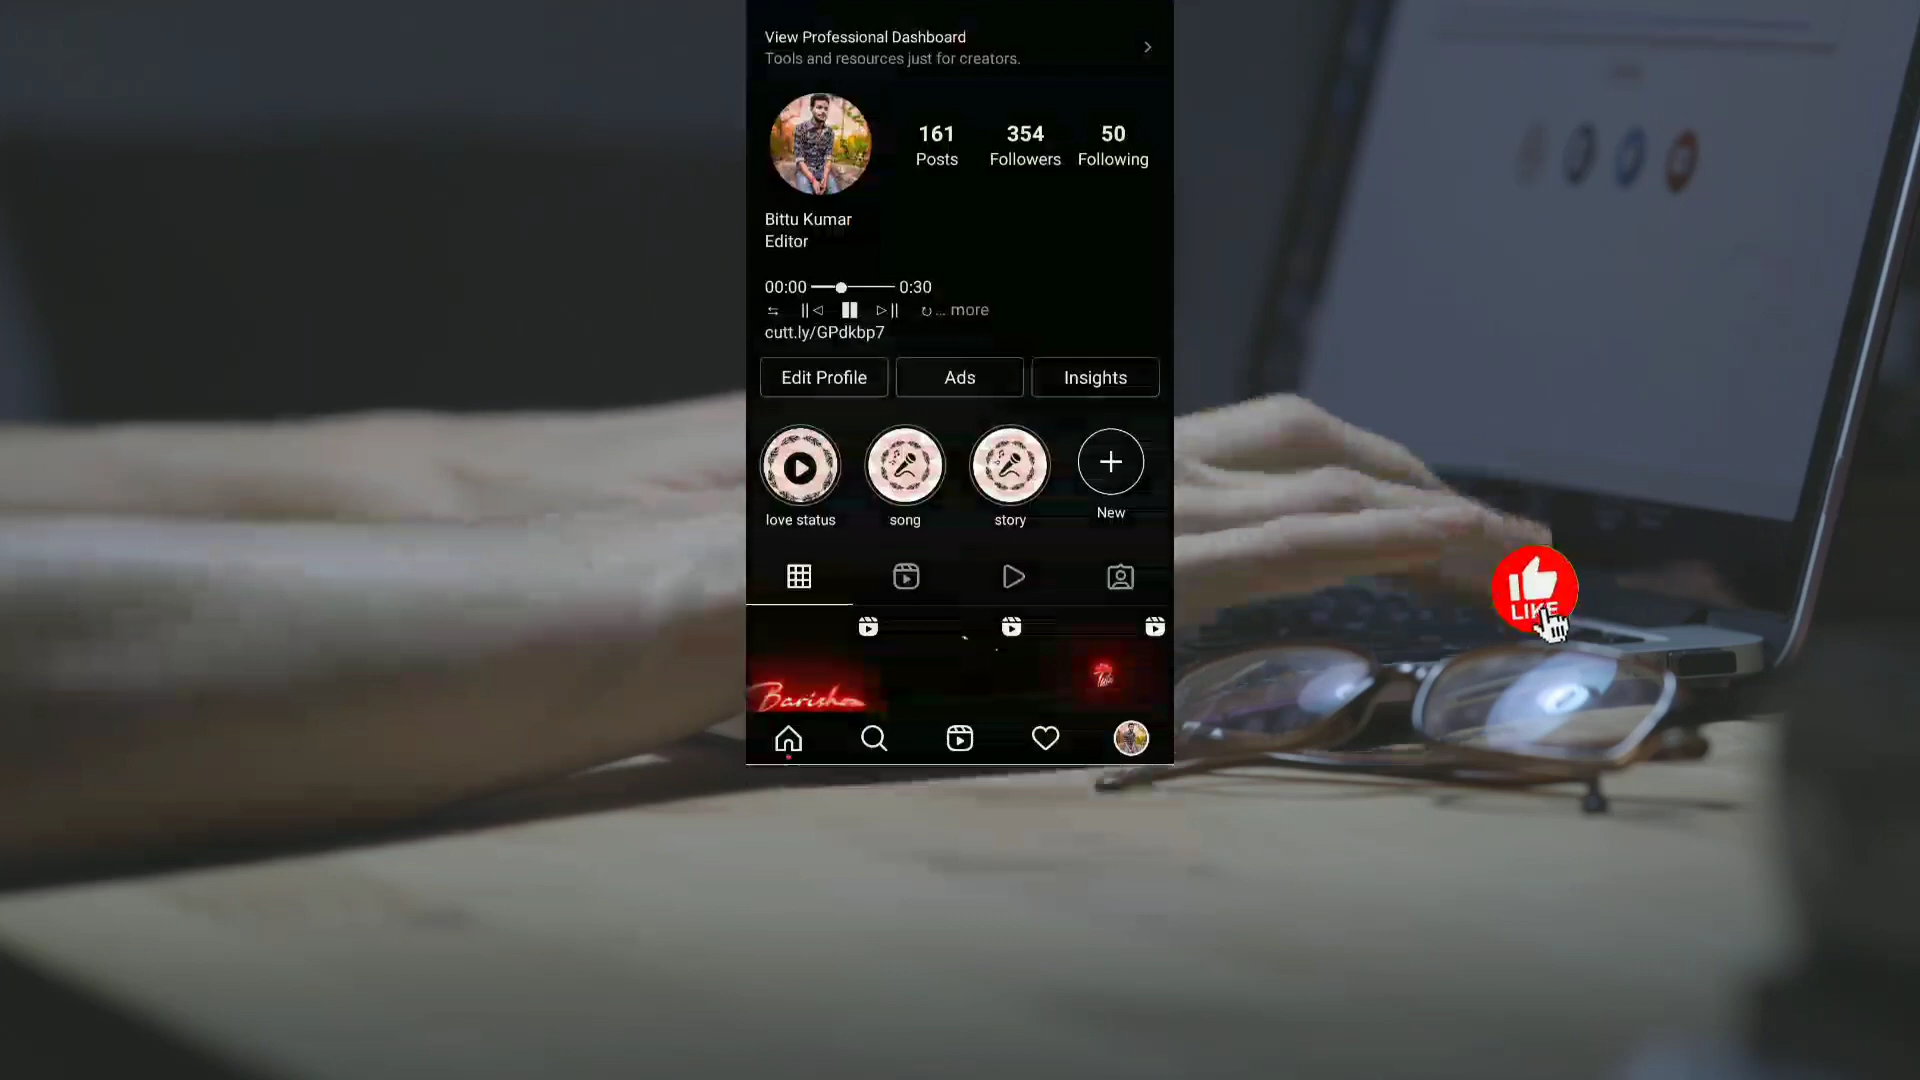 View Professional Dashboard
Tools and resources just for creators.
161
354
50
Posts
Followers
Following
Bittu Kumar
Editor
00:00
0:30
... more
cutt.ly/GPdkbp7
Edit Profile
Ads
Insights
love status
song
story
New
LIKE
Barish